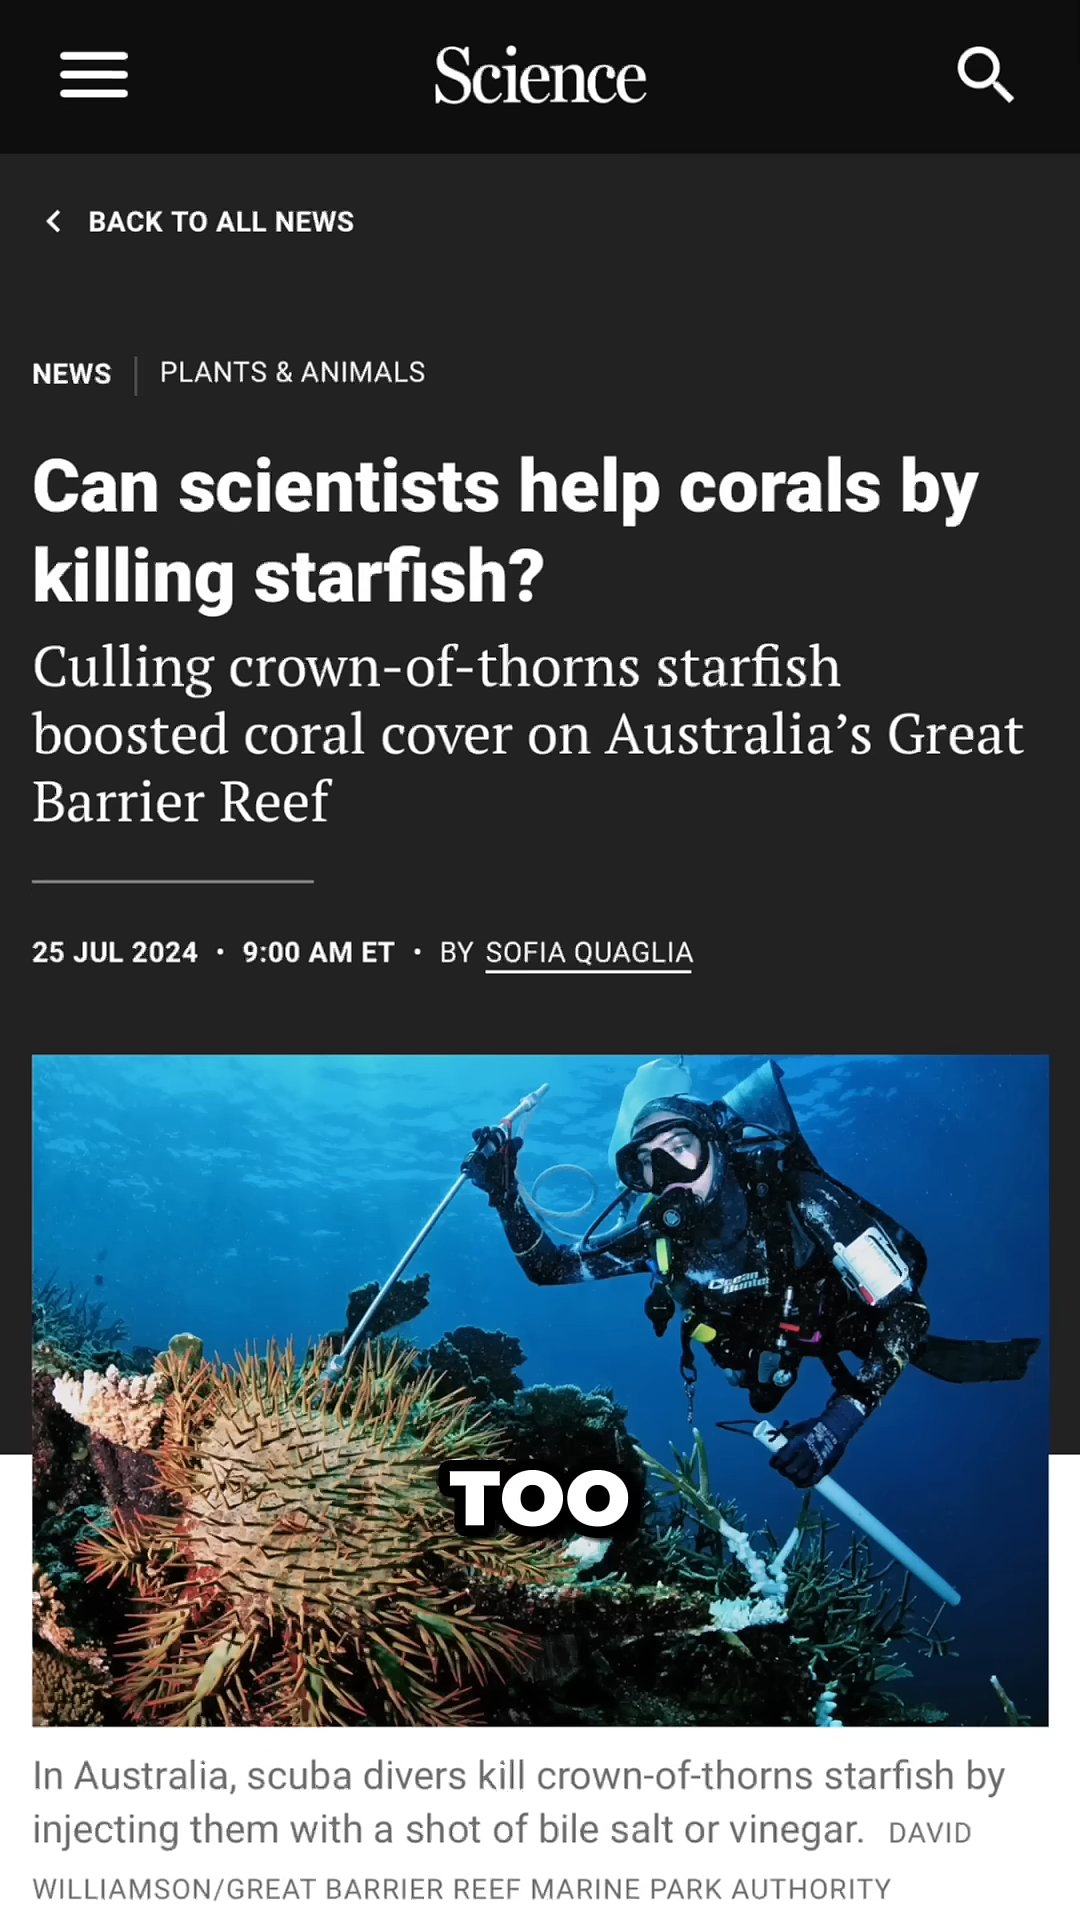 Science
BACK TO ALL NEWS
NEWS | PLANTS & ANIMALS
Can scientists help corals by
killing starfish?
Culling crown-of-thorns starfish
boosted coral cover on Australia’s Great
Barrier Reef
25 JUL 2024 • 9:00 AM ET • BY SOFIA QUAGLIA
Ocean
Hunter
TOO
In Australia, scuba divers kill crown-of-thorns starfish by
injecting them with a shot of bile salt or vinegar. DAVID
WILLIAMSON/GREAT BARRIER REEF MARINE PARK AUTHORITY